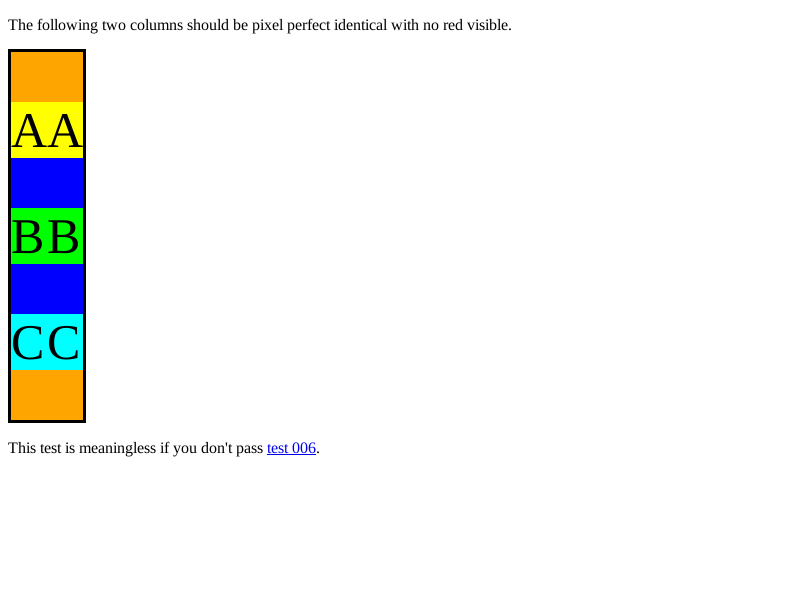 The following two columns should be pixel perfect identical with no red visible.
AA
BB
CC
This test is meaningless if you don't pass test 006.